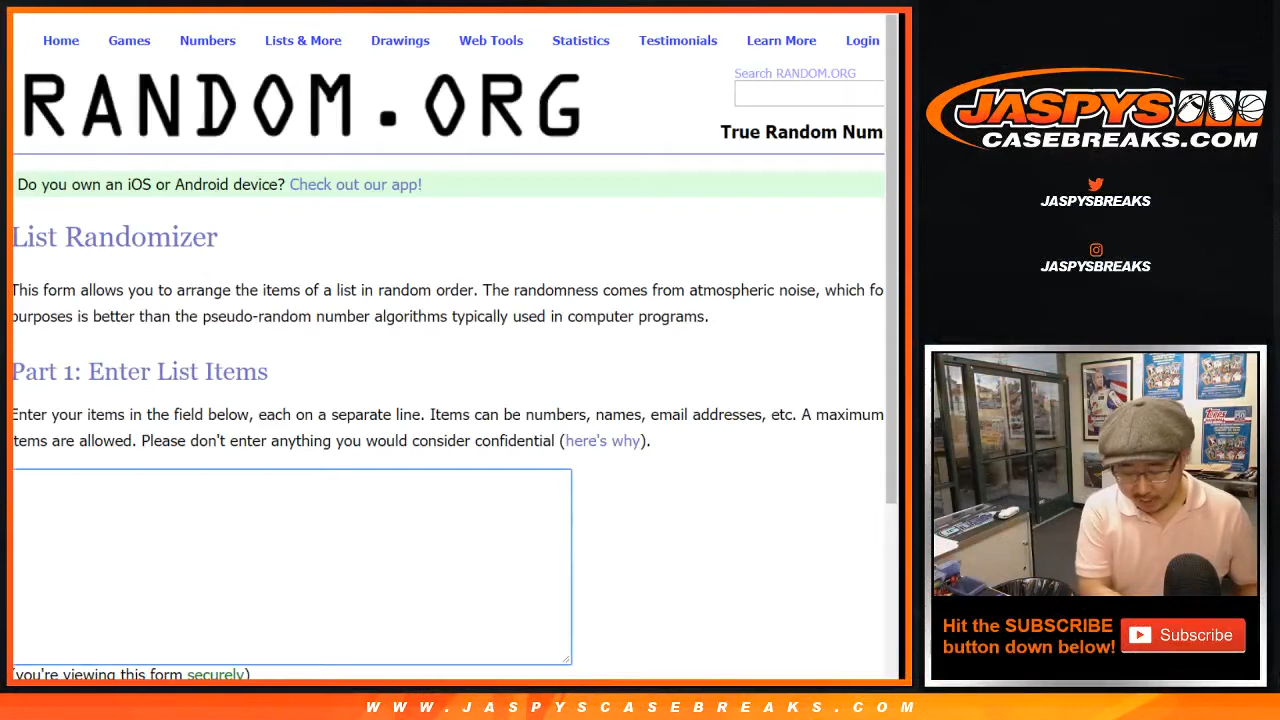 Home Games Numbers Lists & More Drawings Web Tools Statistics Testimonials Learn More Login
RANDOM.ORG
Search RANDOM.ORG
True Random Num
Do you own an iOS or Android device? Check out our app!
List Randomizer
This form allows you to arrange the items of a list in random order. The randomness comes from atmospheric noise, which fo
purposes is better than the pseudo-random number algorithms typically used in computer programs.
Part 1: Enter List Items
Enter your items in the field below, each on a separate line. Items can be numbers, names, email addresses, etc. A maximum
tems are allowed. Please don't enter anything you would consider confidential (here's why).
(you're viewing this form securely)
JASPYS
CASEBREAKS.COM
JASPYSBREAKS
JASPYSBREAKS
Topps
Hit the SUBSCRIBE
button down below!
Subscribe
WWW.JASPYSCASEBREAKS.COM